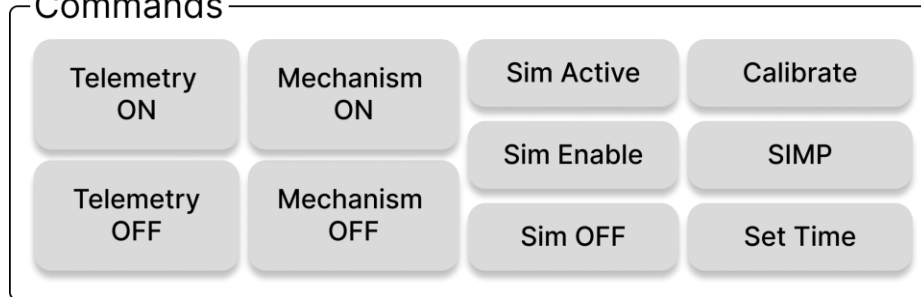 Commands
Telemetry
ON
Mechanism
ON
Sim Active
Calibrate
Sim Enable
SIMP
Telemetry
OFF
Mechanism
OFF
Sim OFF
Set Time